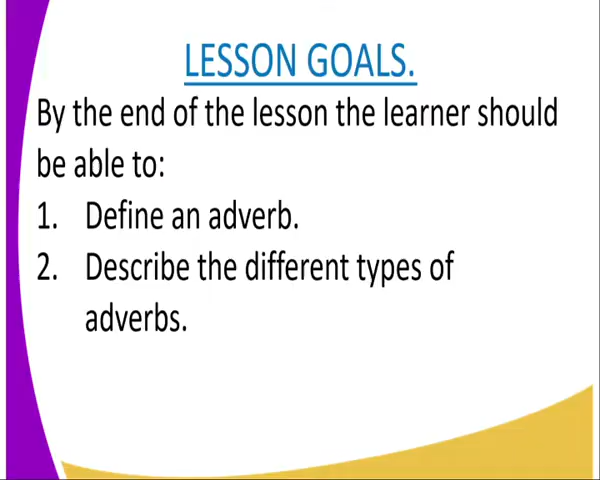 LESSON GOALS.
By the end of the lesson the learner should
be able to:
1. Define an adverb.
2. Describe the different types of
adverbs.